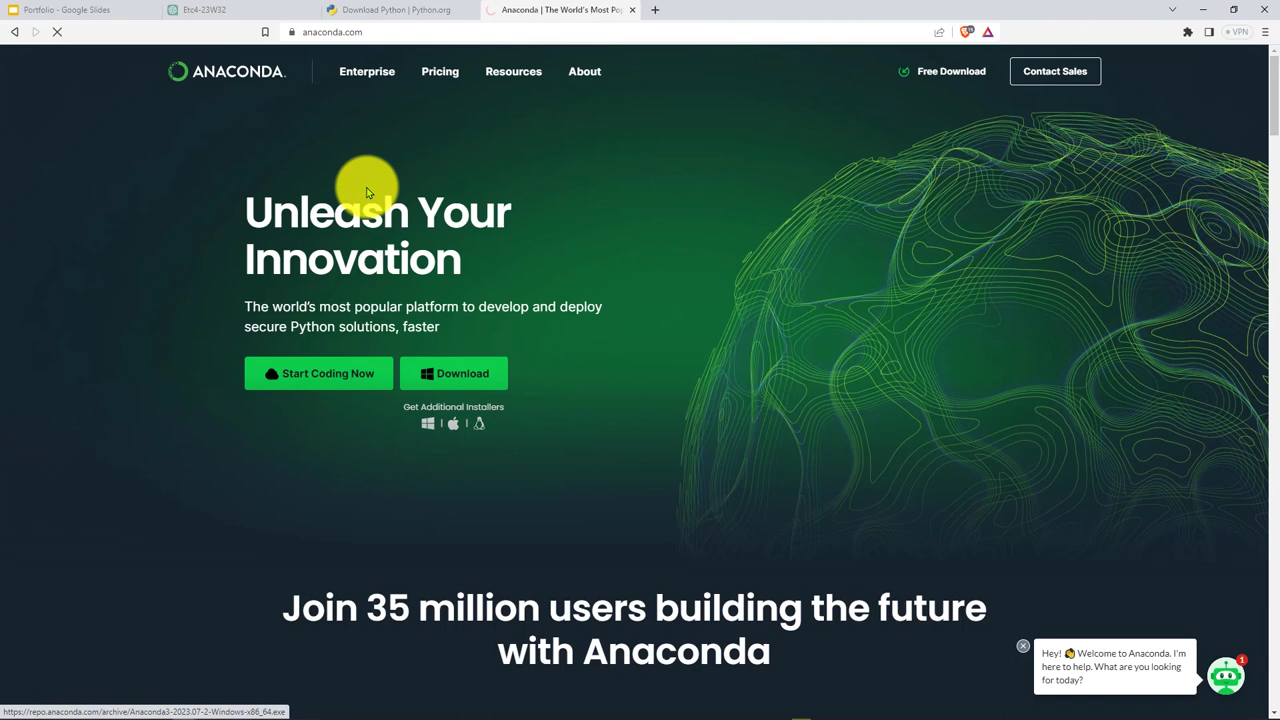 Portfolio - Google Slides
Etc4-23W32
Download Python | Python.org
Anaconda | The World's Most Po
anaconda.com
15
VPN
ANACONDA.
Enterprise
Pricing
Resources
About
Free Download
Contact Sales
Unleash Your
Innovation
The world's most popular platform to develop and deploy
secure Python solutions, faster
Start Coding Now
Download
Get Additional Installers
Join 35 million users building the future
with Anaconda
Hey! Welcome to Anaconda. I'm
here to help. What are you looking
for today?
1
https://repo.anaconda.com/archive/Anaconda3-2023.07-2-Windows-x86_64.exe